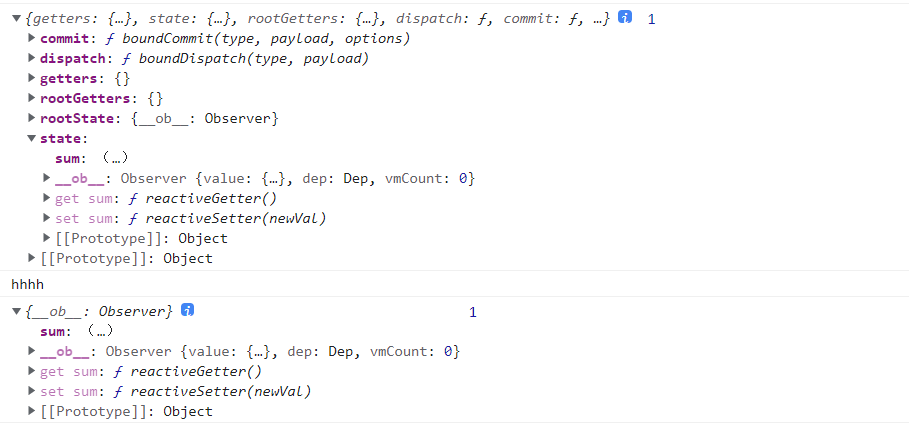 ▼{getters: {…}, state: {…}, rootGetters: {…}, dispatch: ƒ, commit: ƒ, …} i 1
▶commit: ƒ boundCommit(type, payload, options)
▶dispatch: ƒ boundDispatch(type, payload)
▶getters: {}
▶rootGetters: {}
▶rootState: {__ob__: Observer}
▼state:
sum: (…)
▶__ob__: Observer {value: {…}, dep: Dep, vmCount: 0}
▶get sum: ƒ reactiveGetter()
▶set sum: ƒ reactiveSetter(newVal)
▶[[Prototype]]: Object
▶[[Prototype]]: Object
hhhh
▼{__ob__: Observer} i 1
sum: (…)
▶__ob__: Observer {value: {…}, dep: Dep, vmCount: 0}
▶get sum: ƒ reactiveGetter()
▶set sum: ƒ reactiveSetter(newVal)
▶[[Prototype]]: Object